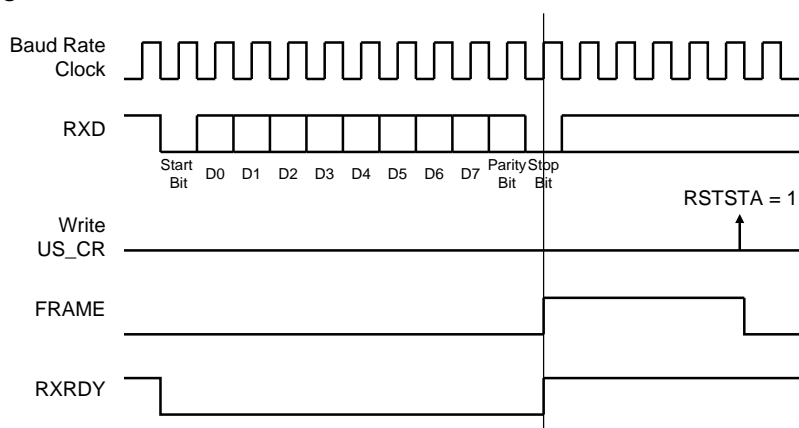 Baud Rate
Clock
RXD
Start
Bit
D0 D1 D2 D3 D4 D5 D6 D7
Parity
Bit
Stop
Bit
RSTSTA = 1
Write
US_CR
FRAME
RXRDY